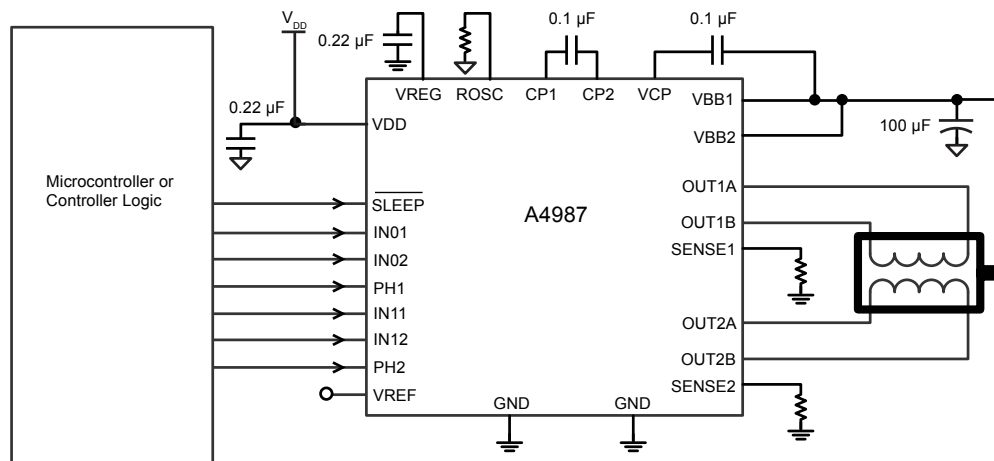 V_DD
0.22 µF
0.1 µF
0.1 µF
0.22 µF
VREG
ROSC
CP1
CP2
VCP
VBB1
VDD
VBB2
100 µF
Microcontroller or
Controller Logic
SLEEP
IN01
IN02
PH1
IN11
IN12
PH2
VREF
A4987
OUT1A
OUT1B
SENSE1
OUT2A
OUT2B
SENSE2
GND
GND